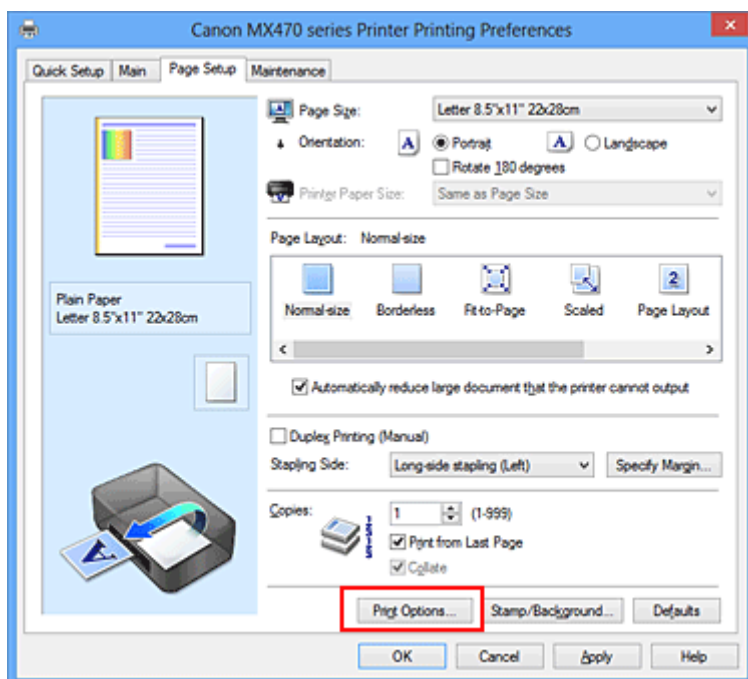 Canon MX470 series Printer Printing Preferences
Quick Setup Main Page Setup Maintenance
Page Size: Letter 8.5"x11" 22x28cm
Orientation: A Portrait A Landscape
Rotate 180 degrees
Printer Paper Size: Same as Page Size
Page Layout: Normal-size
Normal-size Borderless Fit-to-Page Scaled Page Layout
Plain Paper
Letter 8.5"x11" 22x28cm
Automatically reduce large document that the printer cannot output
Duplex Printing (Manual)
Stapling Side: Long-side stapling (Left) Specify Margin...
Copies: 1 (1-999)
Print from Last Page
Collate
Print Options... Stamp/Background... Defaults
OK Cancel Apply Help